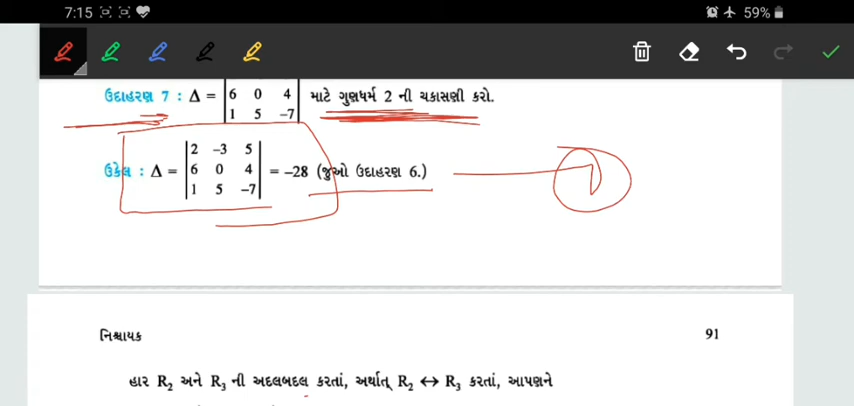 7:15 59%
ઉદાહરણ 7 : Δ = |6 0 4| માટે ગુણધર્મ 2 ની ચકાસણી કરો.
|1 5 −7|
|2 −3 5|
ઉકેલ : Δ = |6 0 4| = −28 (જુઓ ઉદાહરણ 6.)
|1 5 −7|
નિશ્ચાયક 91
હાર R₂ અને R₃ ની અદલબદલ કરતાં, અર્થાત્ R₂ ↔ R₃ કરતાં, આપણને